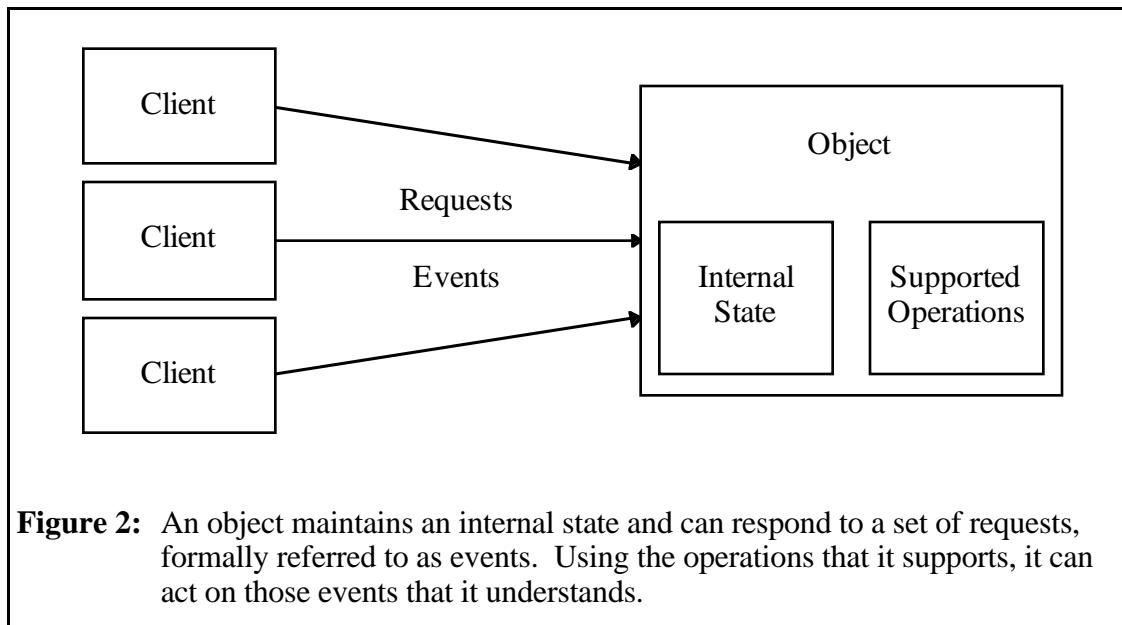 Client
Client
Client
Requests
Events
Object
Internal
State
Supported
Operations
Figure 2: An object maintains an internal state and can respond to a set of requests,
formally referred to as events. Using the operations that it supports, it can
act on those events that it understands.